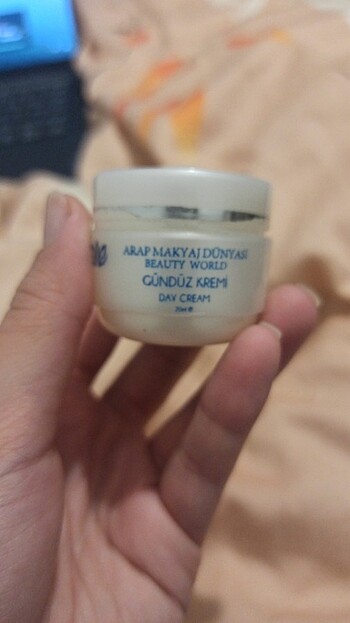 ARAP MAKYAJ DÜNYASI
BEAUTY WORLD
GÜNDÜZ KREMİ
DAY CREAM